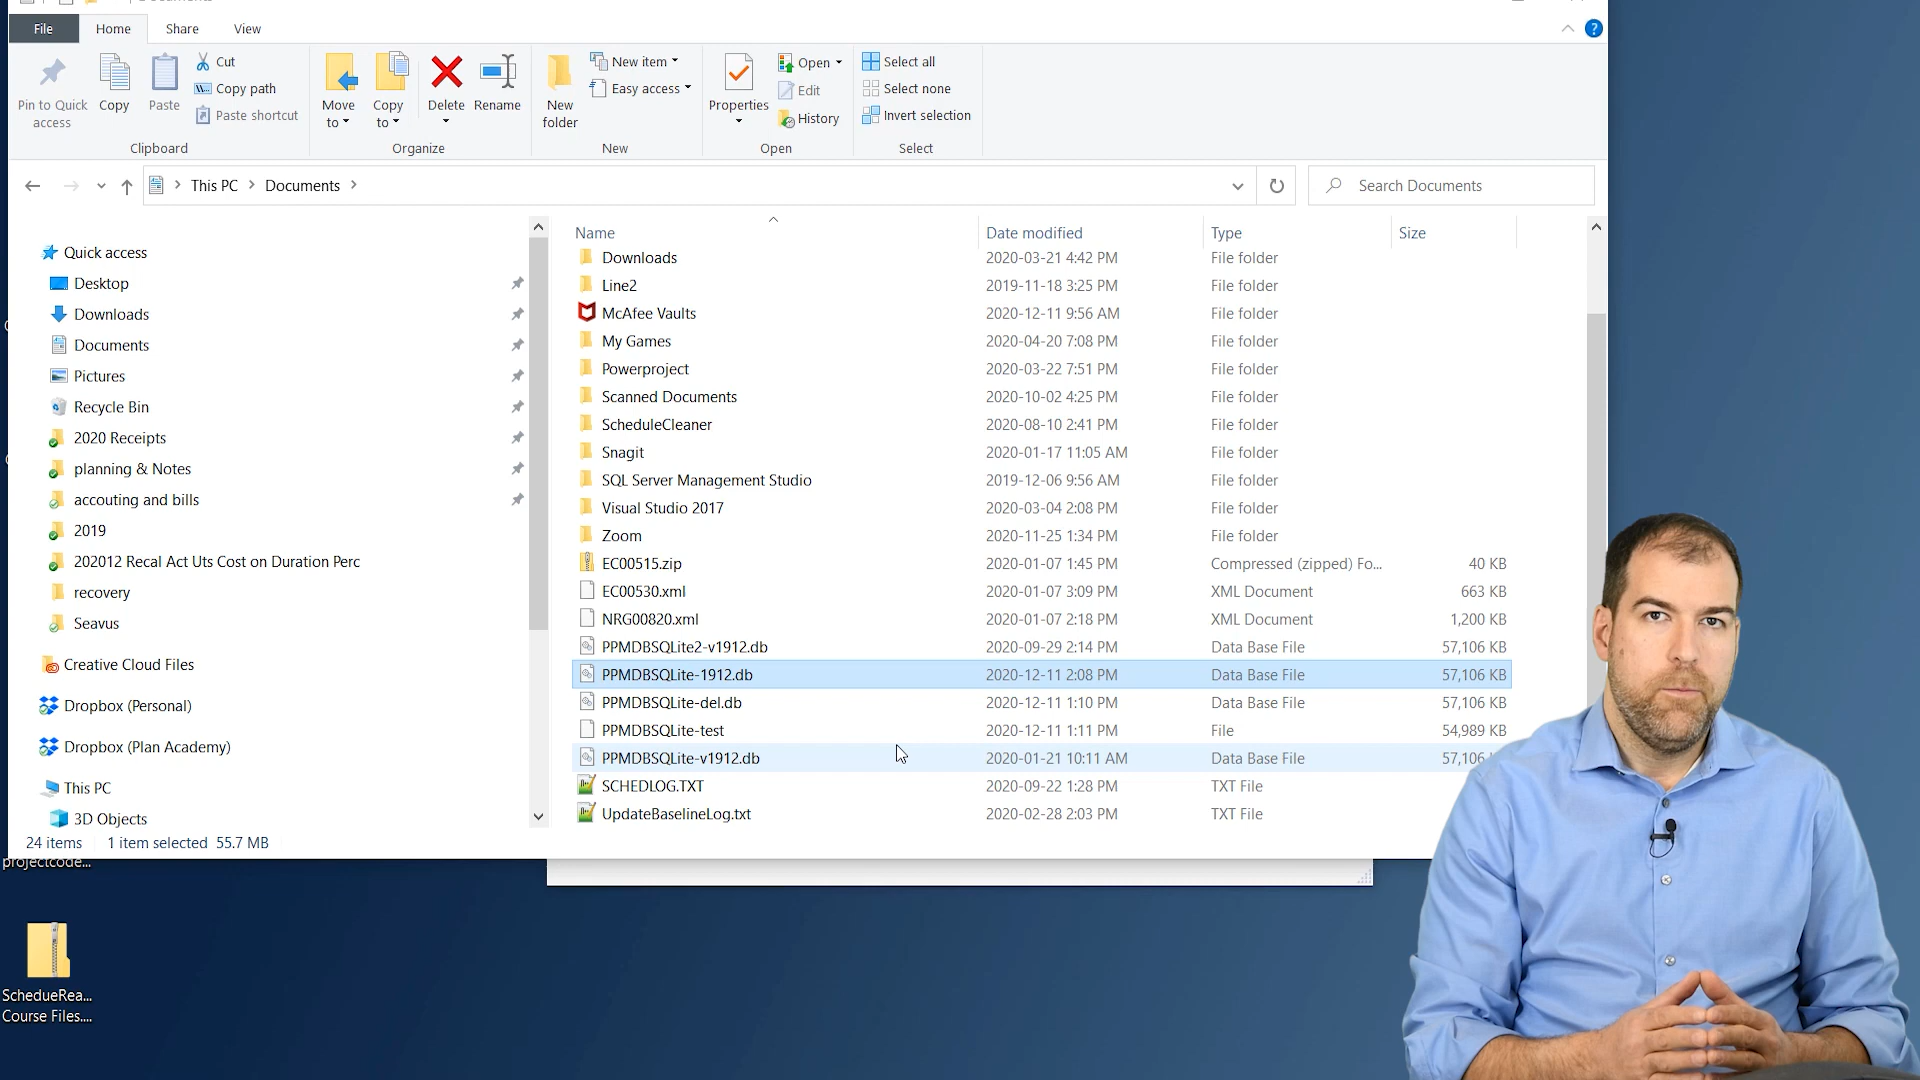 File Home Share View
Pin to Quick access
Copy
Paste
Cut
Copy path
Paste shortcut
Clipboard
Move to
Copy to
Delete
Rename
Organize
New folder
New item
Easy access
New
Properties
Open
Edit
History
Open
Select all
Select none
Invert selection
Select
This PC > Documents >
Search Documents
Quick access
Desktop
Downloads
Documents
Pictures
Recycle Bin
2020 Receipts
planning & Notes
accouting and bills
2019
202012 Recal Act Uts Cost on Duration Perc
recovery
Seavus
Creative Cloud Files
Dropbox (Personal)
Dropbox (Plan Academy)
This PC
3D Objects
Name Date modified Type Size
Downloads 2020-03-21 4:42 PM File folder
Line2 2019-11-18 3:25 PM File folder
McAfee Vaults 2020-12-11 9:56 AM File folder
My Games 2020-04-20 7:08 PM File folder
Powerproject 2020-03-22 7:51 PM File folder
Scanned Documents 2020-10-02 4:25 PM File folder
ScheduleCleaner 2020-08-10 2:41 PM File folder
Snagit 2020-01-17 11:05 AM File folder
SQL Server Management Studio 2019-12-06 9:56 AM File folder
Visual Studio 2017 2020-03-04 2:08 PM File folder
Zoom 2020-11-25 1:34 PM File folder
EC00515.zip 2020-01-07 1:45 PM Compressed (zipped) Fo... 40 KB
EC00530.xml 2020-01-07 3:09 PM XML Document 663 KB
NRG00820.xml 2020-01-07 2:18 PM XML Document 1,200 KB
PPMDBSQLite2-v1912.db 2020-09-29 2:14 PM Data Base File 57,106 KB
PPMDBSQLite-1912.db 2020-12-11 2:08 PM Data Base File 57,106 KB
PPMDBSQLite-del.db 2020-12-11 1:10 PM Data Base File 57,106 KB
PPMDBSQLite-test 2020-12-11 1:11 PM File 54,989 KB
PPMDBSQLite-v1912.db 2020-01-21 10:11 AM Data Base File 57,106
SCHEDLOG.TXT 2020-09-22 1:28 PM TXT File
UpdateBaselineLog.txt 2020-02-28 2:03 PM TXT File
24 items 1 item selected 55.7 MB
projectcode...
SchedueRea...
Course Files....